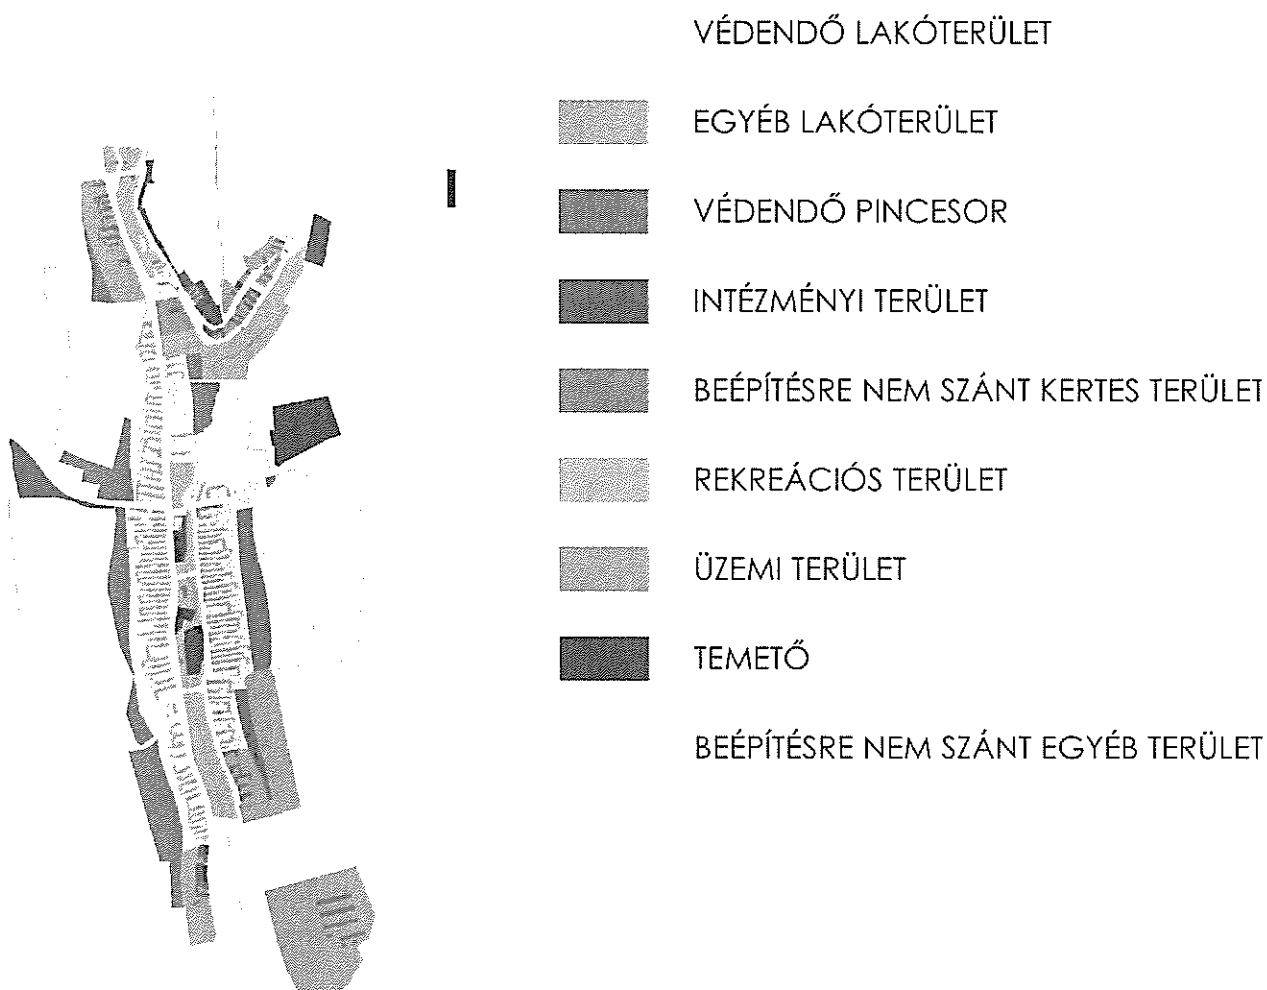 VÉDENDŐ LAKÓTERÜLET
EGYÉB LAKÓTERÜLET
VÉDENDŐ PINCESOR
INTÉZMÉNYI TERÜLET
BEÉPÍTÉSRE NEM SZÁNT KERTES TERÜLET
REKREÁCIÓS TERÜLET
ÜZEMI TERÜLET
TEMETŐ
BEÉPÍTÉSRE NEM SZÁNT EGYÉB TERÜLET